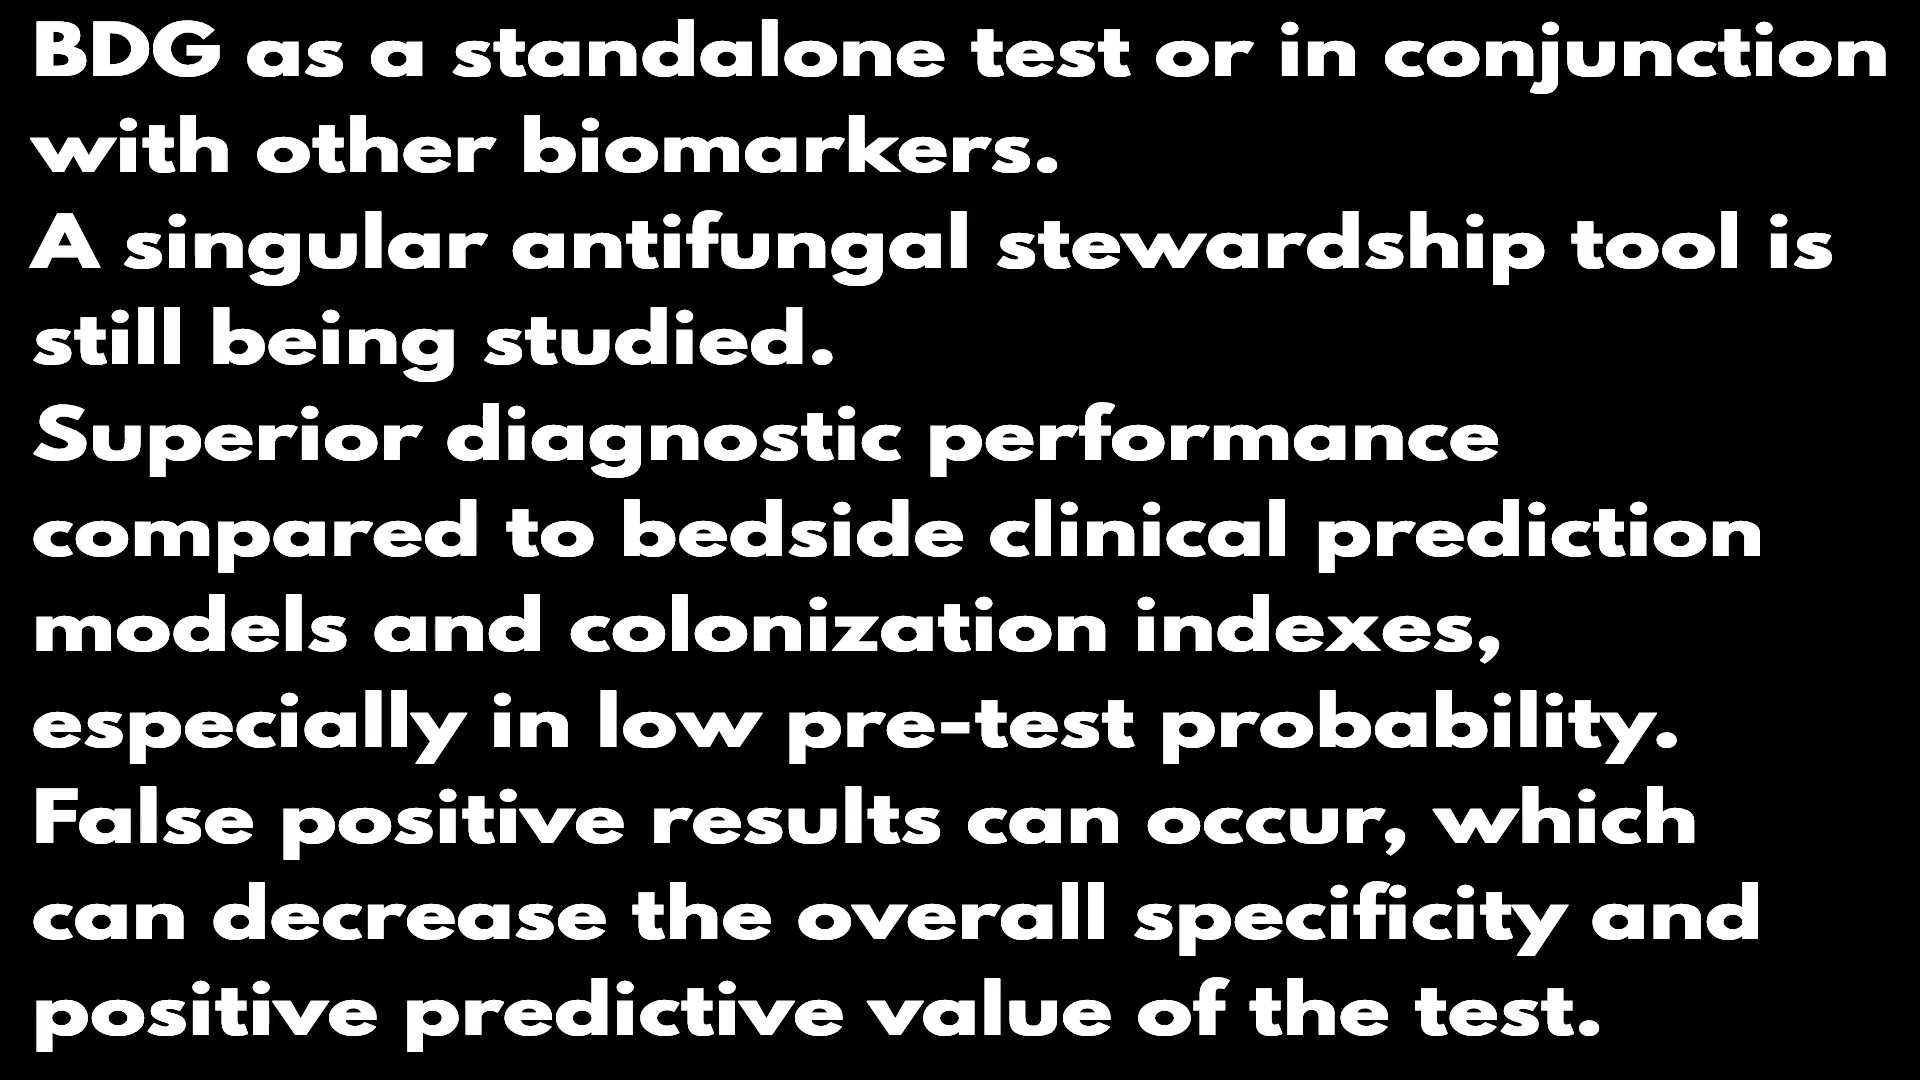 BDG as a standalone test or in conjunction
with other biomarkers.
A singular antifungal stewardship tool is
still being studied.
Superior diagnostic performance
compared to bedside clinical prediction
models and colonization indexes,
especially in low pre-test probability.
False positive results can occur, which
can decrease the overall specificity and
positive predictive value of the test.